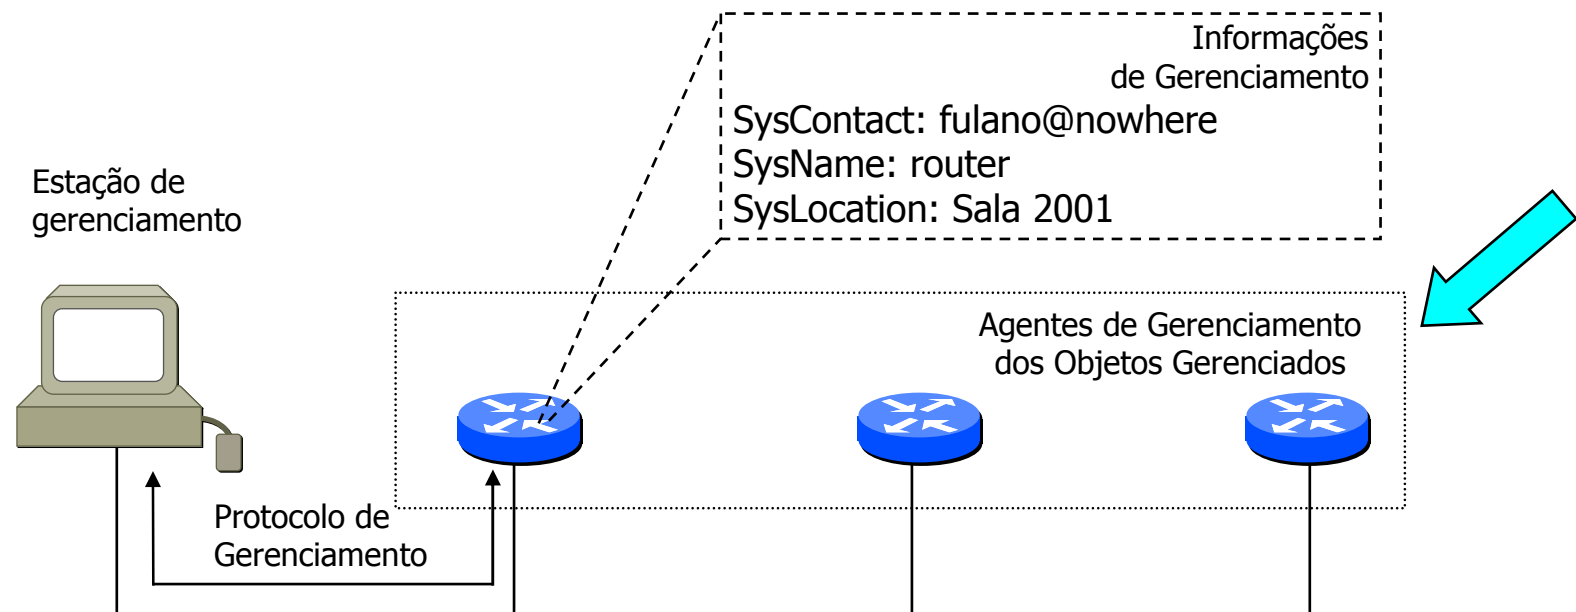 Informações
de Gerenciamento
SysContact: fulano@nowhere
SysName: router
SysLocation: Sala 2001
Estação de
gerenciamento
Agentes de Gerenciamento
dos Objetos Gerenciados
Protocolo de
Gerenciamento